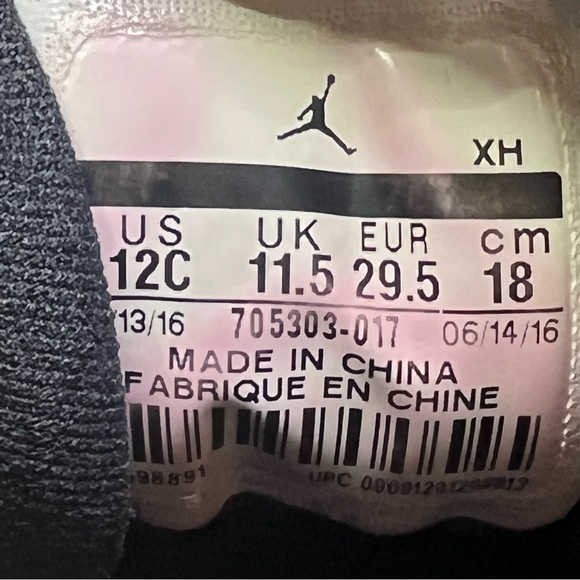 XH
US UK EUR cm
12C 11.5 29.5 18
/13/16 705303-017 06/14/16
MADE IN CHINA
FABRIQUE EN CHINE
98891 UPC